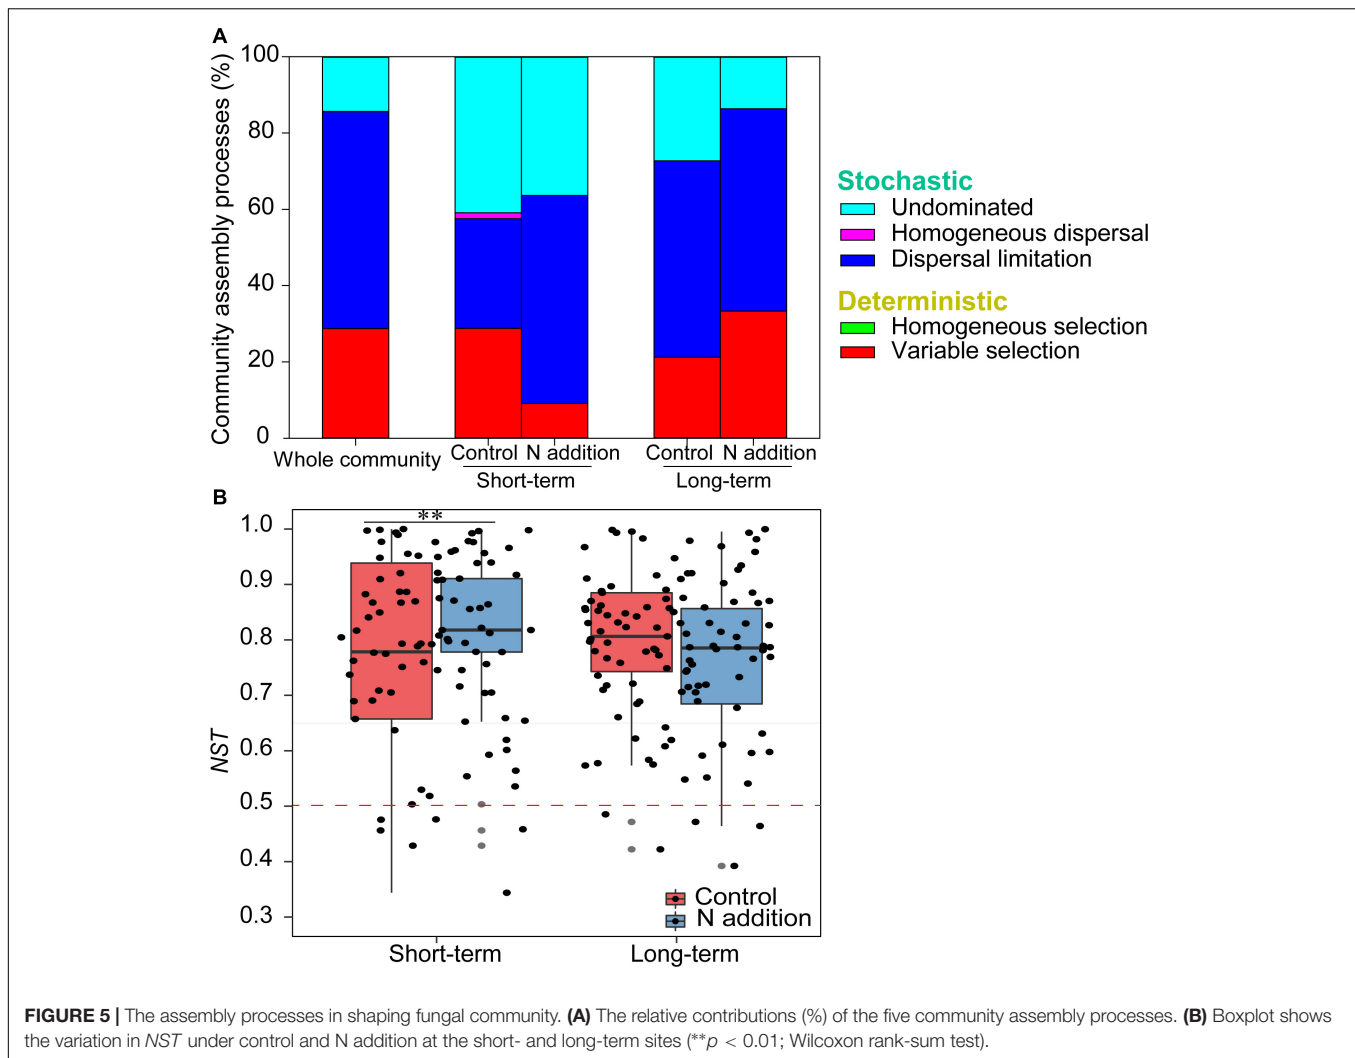 A
Community assembly processes (%)
100
80
60
40
20
0
Whole community
Control N addition
Short-term
Control N addition
Long-term
Stochastic
Undominated
Homogeneous dispersal
Dispersal limitation
Deterministic
Homogeneous selection
Variable selection
B
NST
1.0
0.9
0.8
0.7
0.6
0.5
0.4
0.3
**
Control
N addition
Short-term
Long-term
FIGURE 5 | The assembly processes in shaping fungal community. (A) The relative contributions (%) of the five community assembly processes. (B) Boxplot shows
the variation in NST under control and N addition at the short- and long-term sites (**p < 0.01; Wilcoxon rank-sum test).